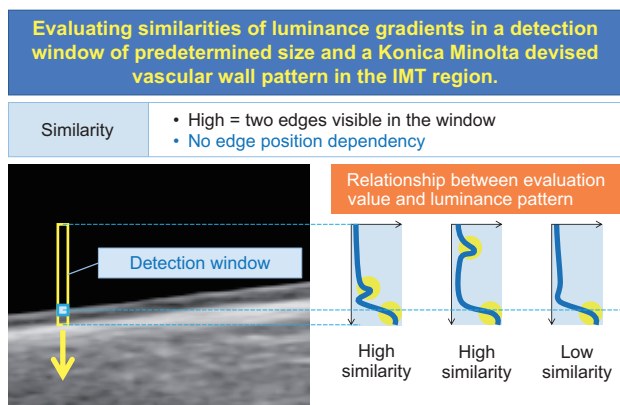 Evaluating similarities of luminance gradients in a detection
window of predetermined size and a Konica Minolta devised
vascular wall pattern in the IMT region.
Similarity
• High = two edges visible in the window
• No edge position dependency
Relationship between evaluation
value and luminance pattern
Detection window
High
similarity
High
similarity
Low
similarity